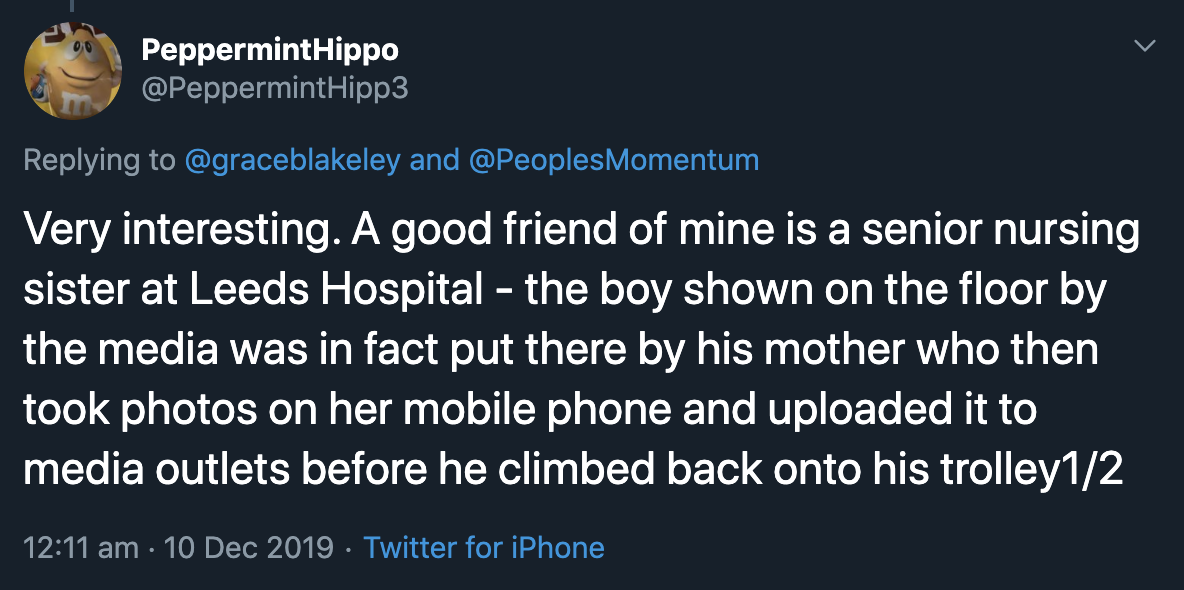 PeppermintHippo
@PeppermintHipp3
Replying to @graceblakeley and @PeoplesMomentum
Very interesting. A good friend of mine is a senior nursing
sister at Leeds Hospital - the boy shown on the floor by
the media was in fact put there by his mother who then
took photos on her mobile phone and uploaded it to
media outlets before he climbed back onto his trolley1/2
12:11 am · 10 Dec 2019 · Twitter for iPhone